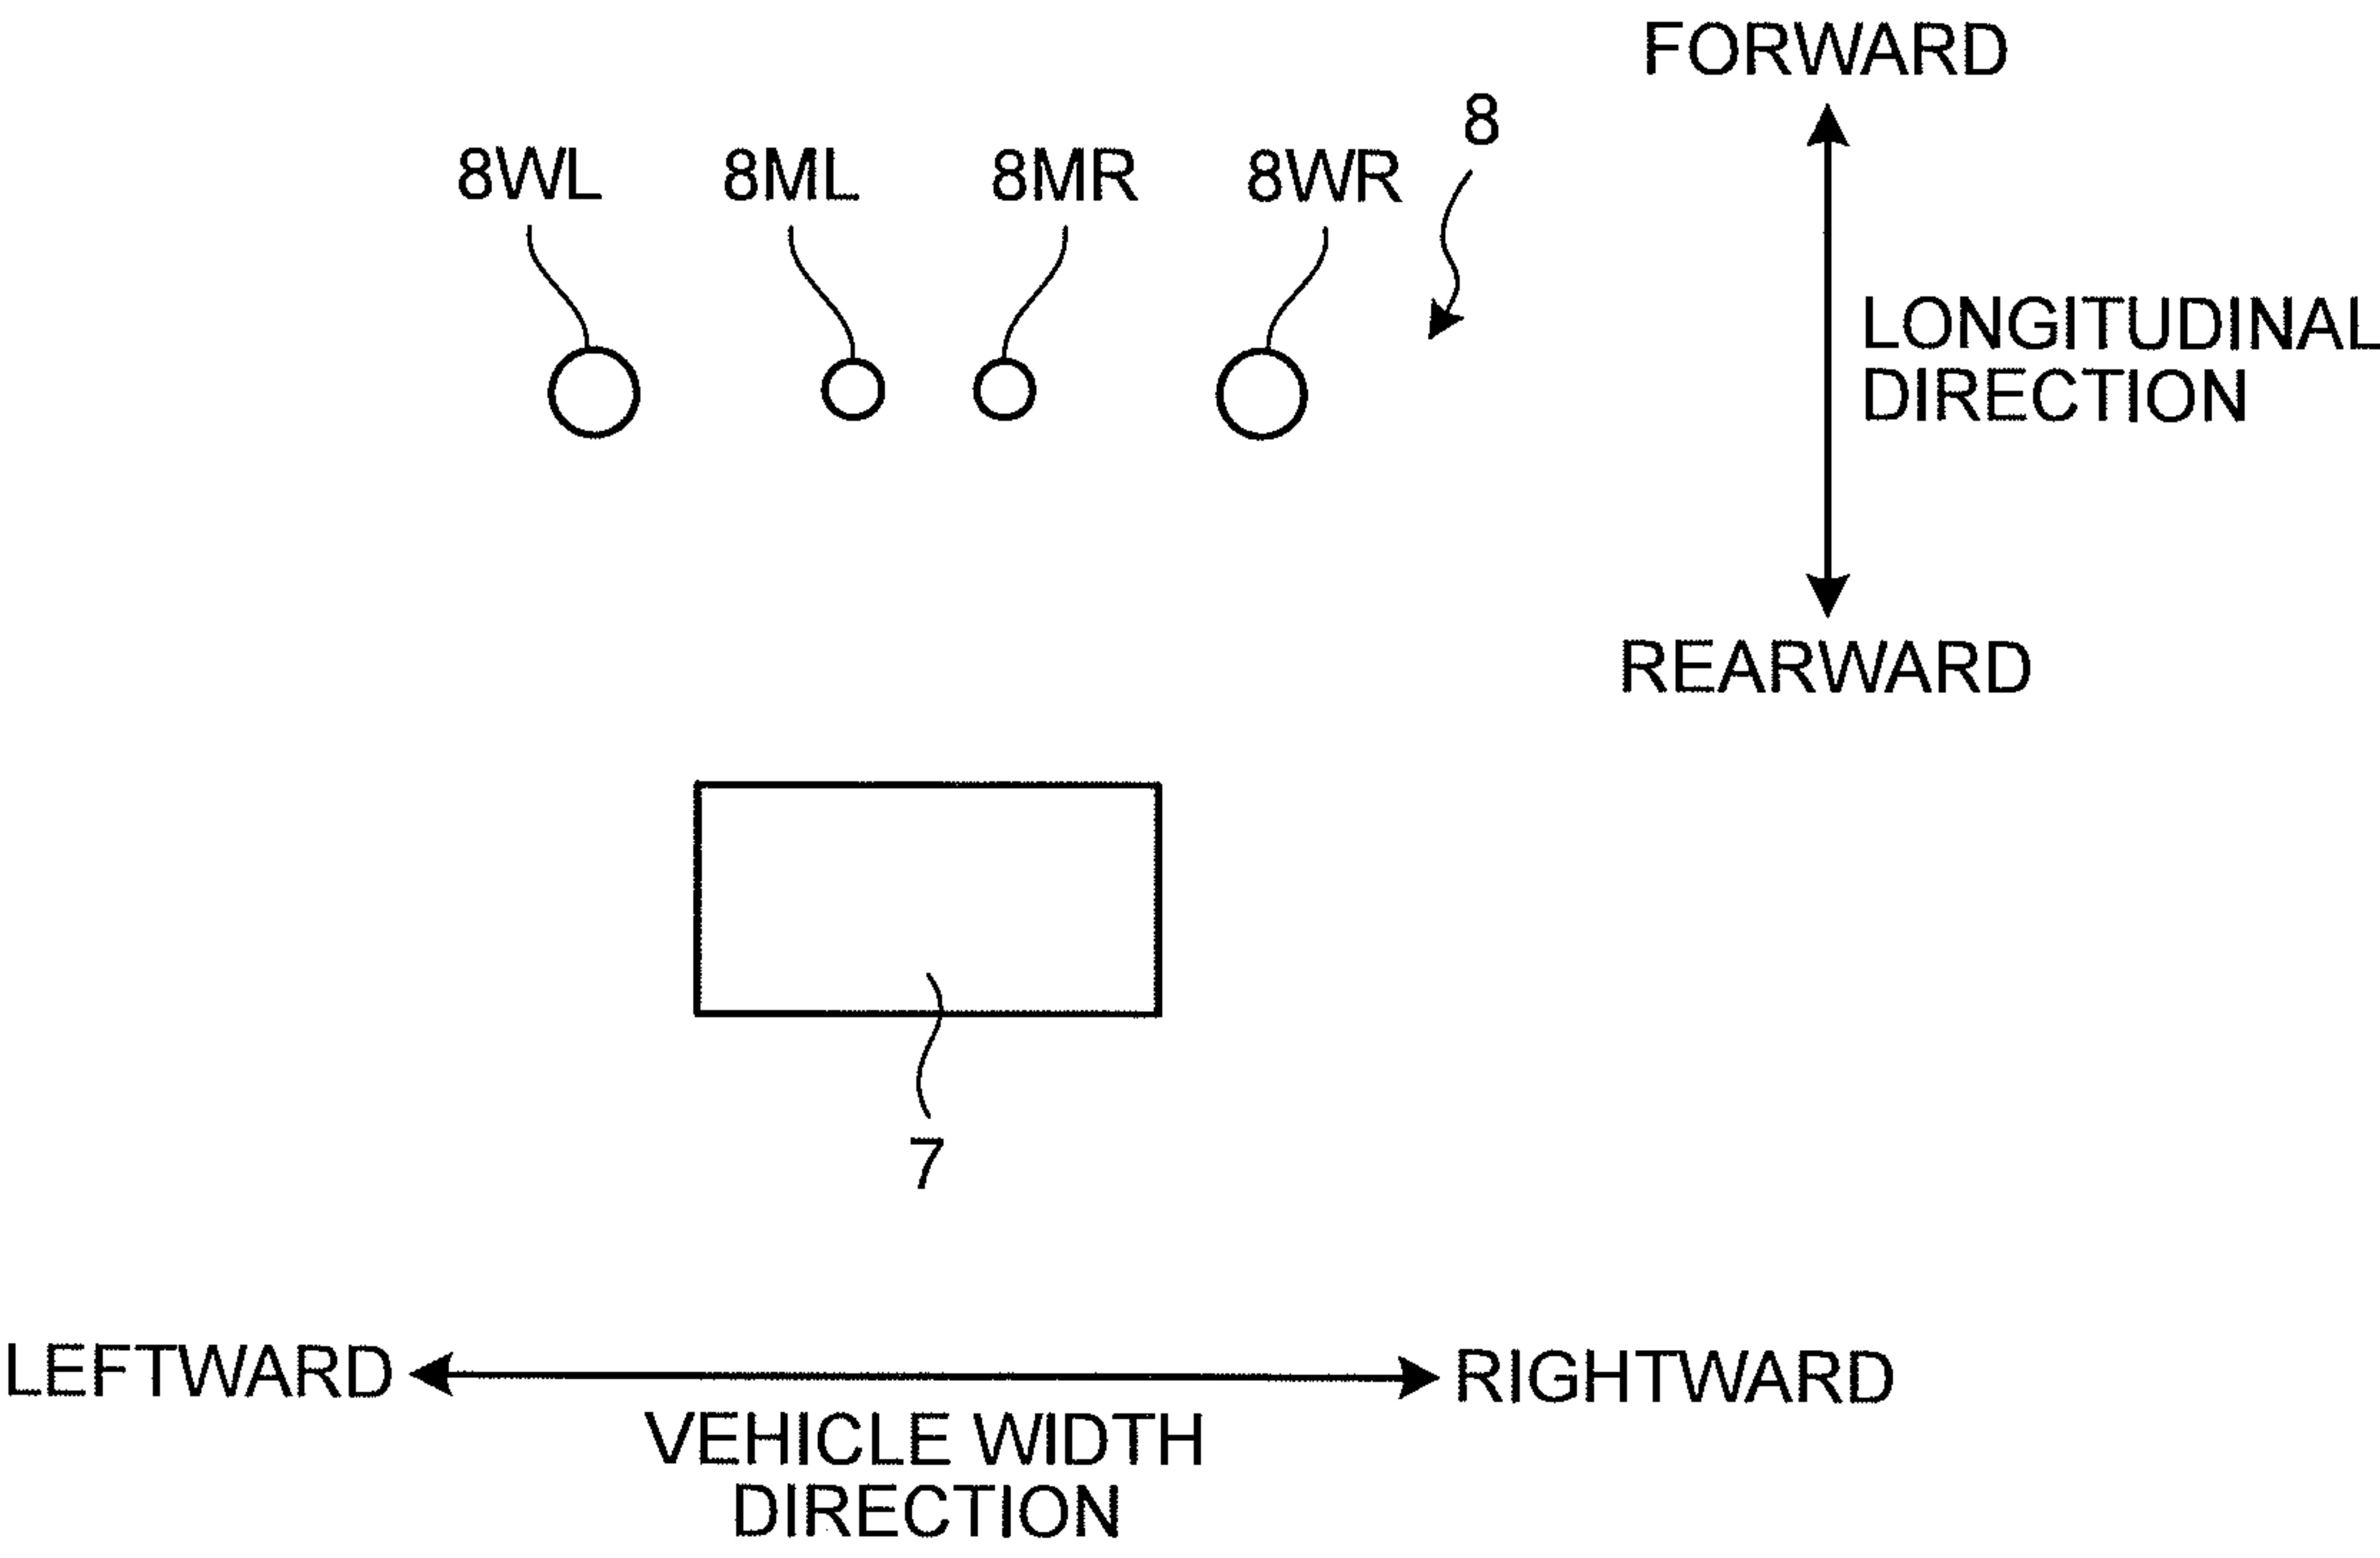 FORWARD
8
8WL 8ML 8MR 8WR
LONGITUDINAL
DIRECTION
REARWARD
7
LEFTWARD RIGHTWARD
VEHICLE WIDTH
DIRECTION